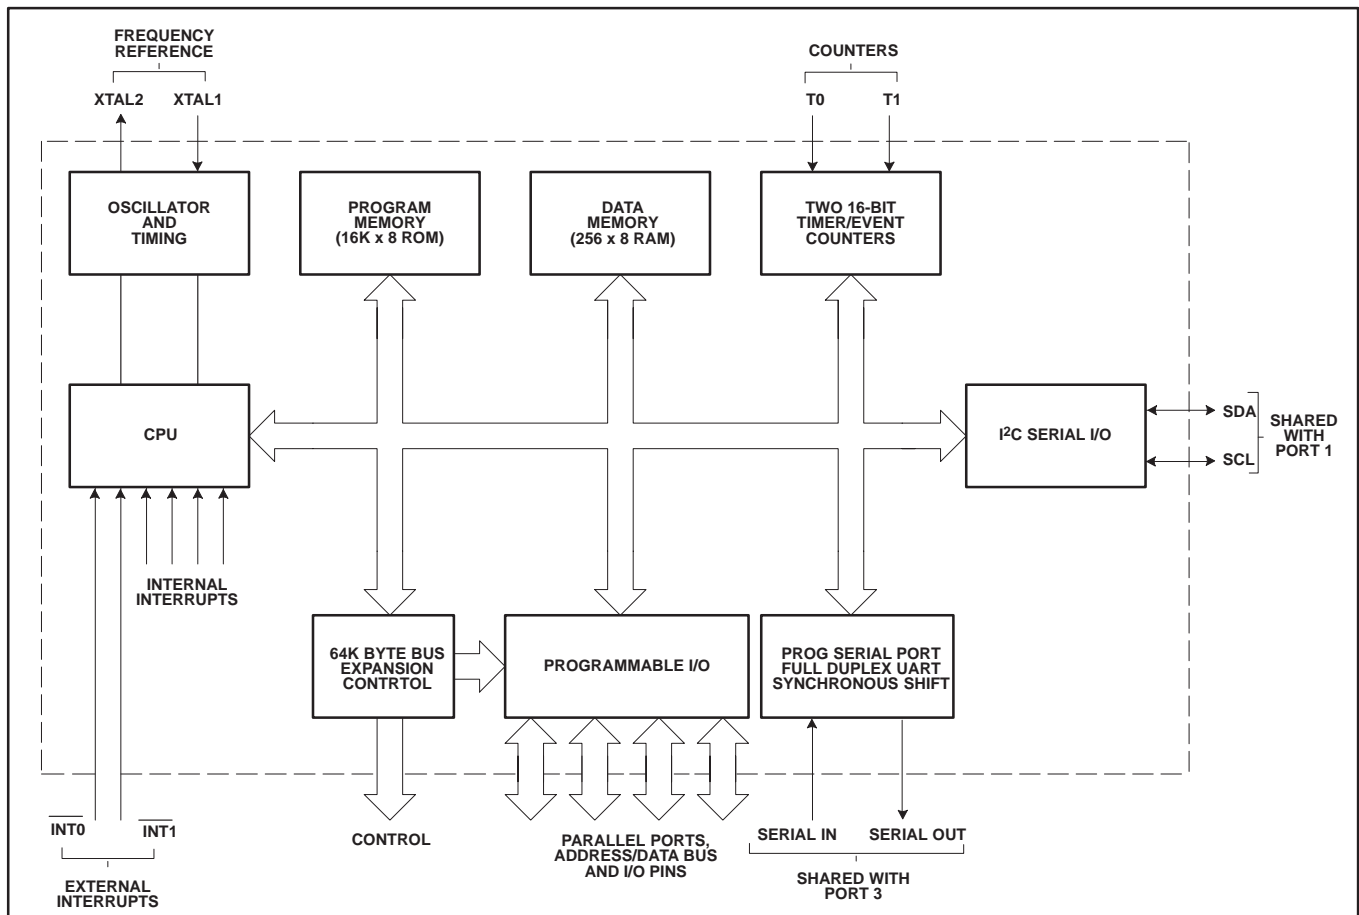 FREQUENCY
REFERENCE
COUNTERS
XTAL2
XTAL1
T0
T1
OSCILLATOR
AND
TIMING
PROGRAM
MEMORY
(16K x 8 ROM)
DATA
MEMORY
(256 x 8 RAM)
TWO 16-BIT
TIMER/EVENT
COUNTERS
CPU
I²C SERIAL I/O
SDA
SCL
SHARED
WITH
PORT 1
INTERNAL
INTERRUPTS
64K BYTE BUS
EXPANSION
CONTRTOL
PROGRAMMABLE I/O
PROG SERIAL PORT
FULL DUPLEX UART
SYNCHRONOUS SHIFT
INT0
INT1
EXTERNAL
INTERRUPTS
CONTROL
PARALLEL PORTS,
ADDRESS/DATA BUS
AND I/O PINS
SERIAL IN
SERIAL OUT
SHARED WITH
PORT 3